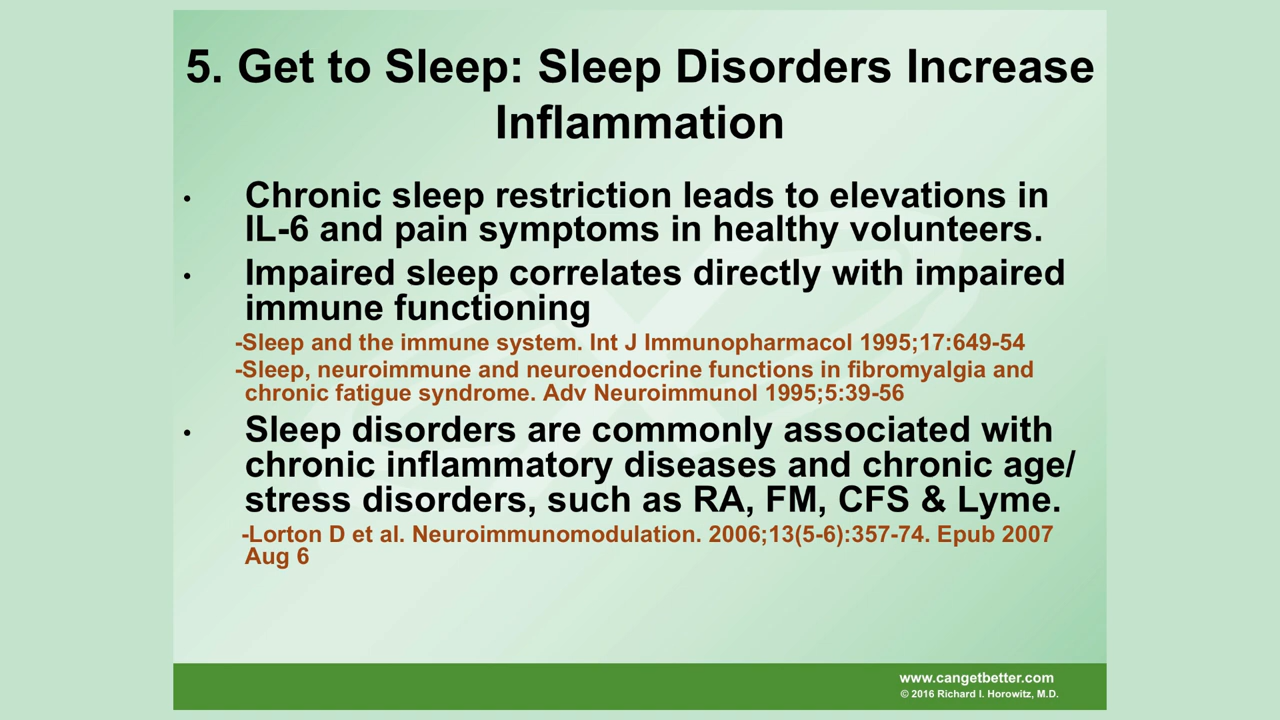 5. Get to Sleep: Sleep Disorders Increase
Inflammation
• Chronic sleep restriction leads to elevations in
IL-6 and pain symptoms in healthy volunteers.
• Impaired sleep correlates directly with impaired
immune functioning
-Sleep and the immune system. Int J Immunopharmacol 1995;17:649-54
-Sleep, neuroimmune and neuroendocrine functions in fibromyalgia and
chronic fatigue syndrome. Adv Neuroimmunol 1995;5:39-56
• Sleep disorders are commonly associated with
chronic inflammatory diseases and chronic age/
stress disorders, such as RA, FM, CFS & Lyme.
-Lorton D et al. Neuroimmunomodulation. 2006;13(5-6):357-74. Epub 2007
Aug 6
www.cangetbetter.com
© 2016 Richard I. Horowitz, M.D.